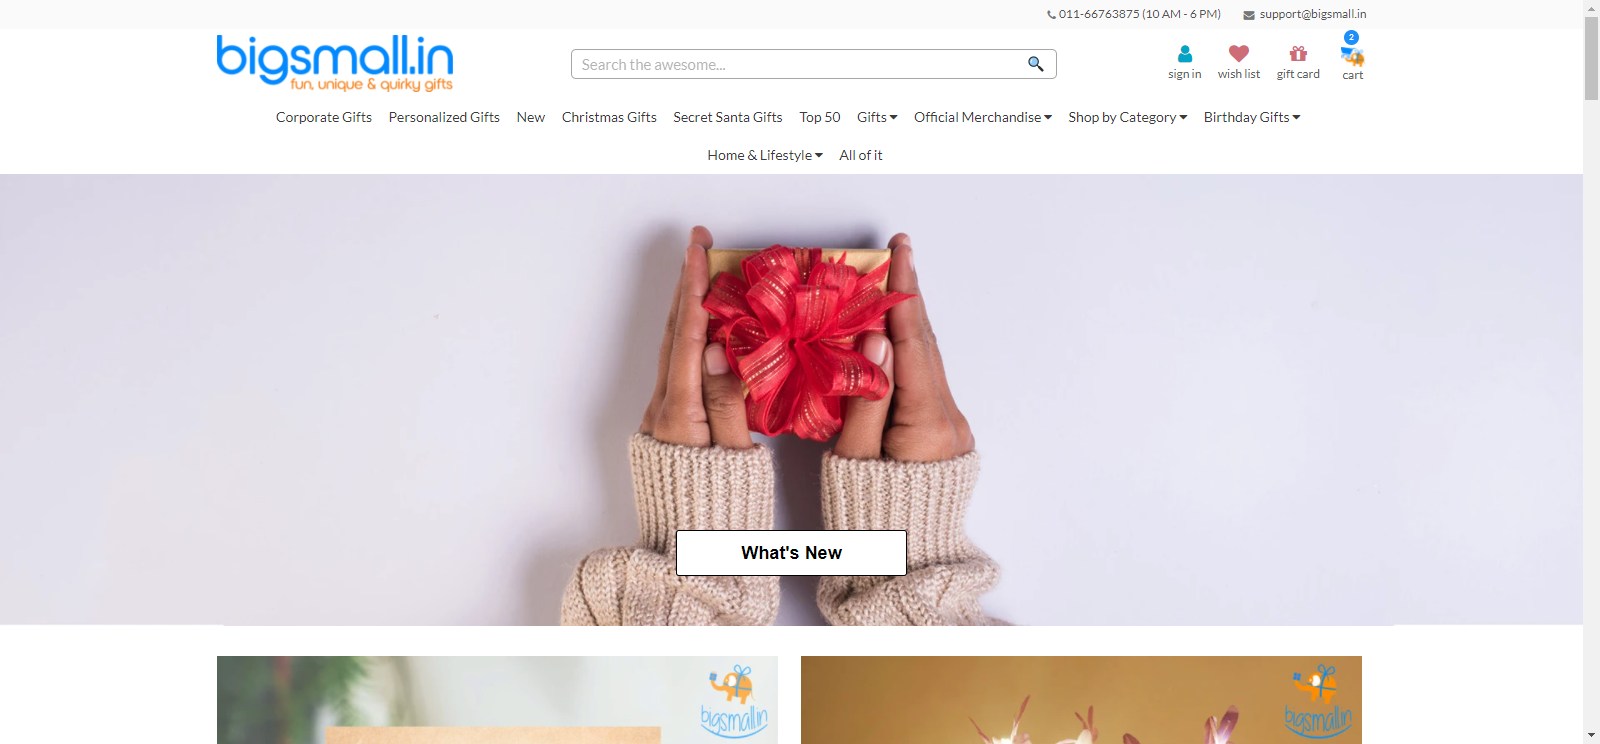 011-66763875 (10 AM - 6 PM) support@bigsmall.in
bigsmall.in
fun, unique & quirky gifts
Search the awesome...
sign in
wish list
gift card
2
cart
Corporate Gifts Personalized Gifts New Christmas Gifts Secret Santa Gifts Top 50 Gifts Official Merchandise Shop by Category Birthday Gifts
Home & Lifestyle All of it
What's New
bigsmall.in
bigsmall.in